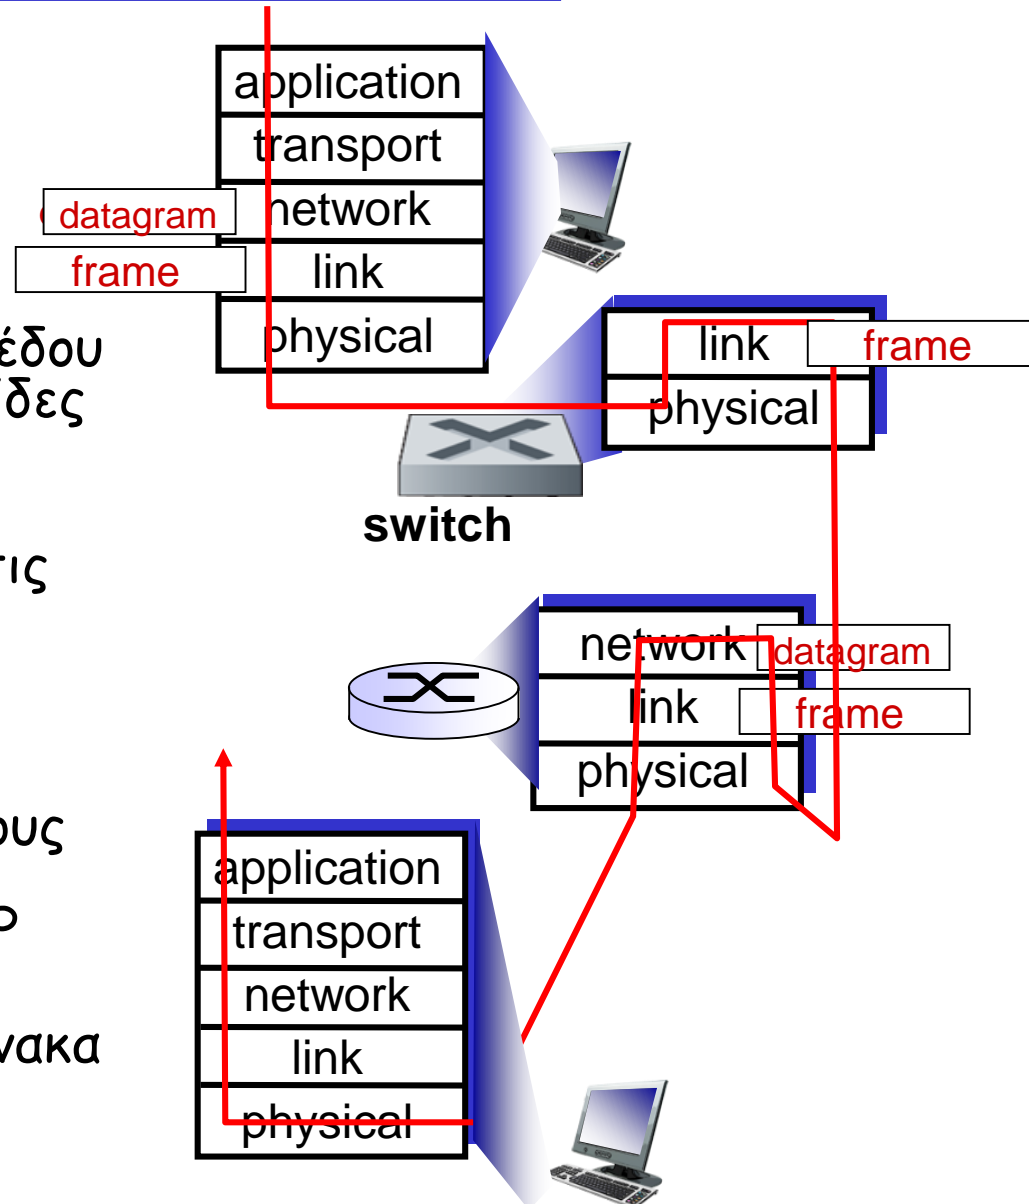 application
transport
datagram
network
frame
link
physical
link
frame
physical
switch
network
datagram
link
frame
physical
application
transport
network
link
physical
έδου
ίδες
τις
ους
ο
νακα